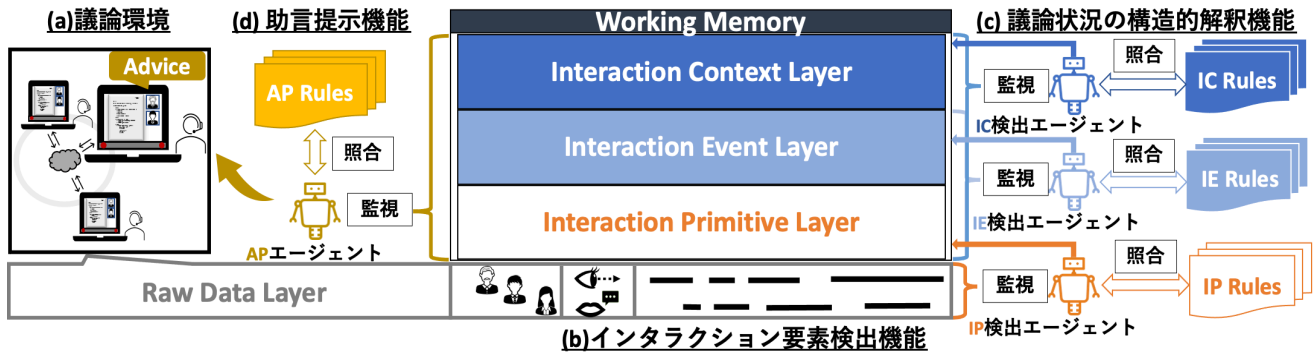 (a)議論環境
Advice
(d) 助言提示機能
AP Rules
照合
監視
APエージェント
Working Memory
Interaction Context Layer
Interaction Event Layer
Interaction Primitive Layer
(c) 議論状況の構造的解釈機能
監視
照合
IC Rules
IC検出エージェント
監視
照合
IE Rules
IE検出エージェント
監視
照合
IP Rules
IP検出エージェント
Raw Data Layer
(b)インタラクション要素検出機能